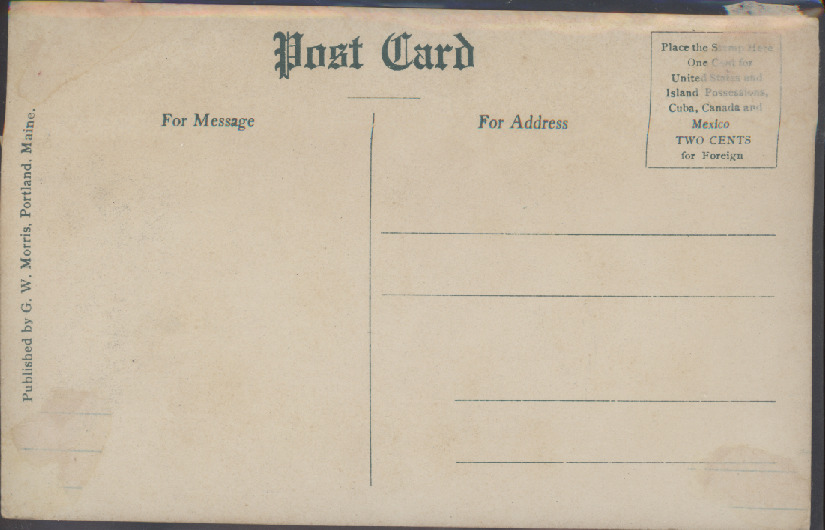 Post Card
For Message
For Address
Place the Stamp Here
One Cent for
United States and
Island Possessions,
Cuba, Canada and
Mexico
TWO CENTS
for Foreign
Published by G. W. Morris, Portland, Maine.